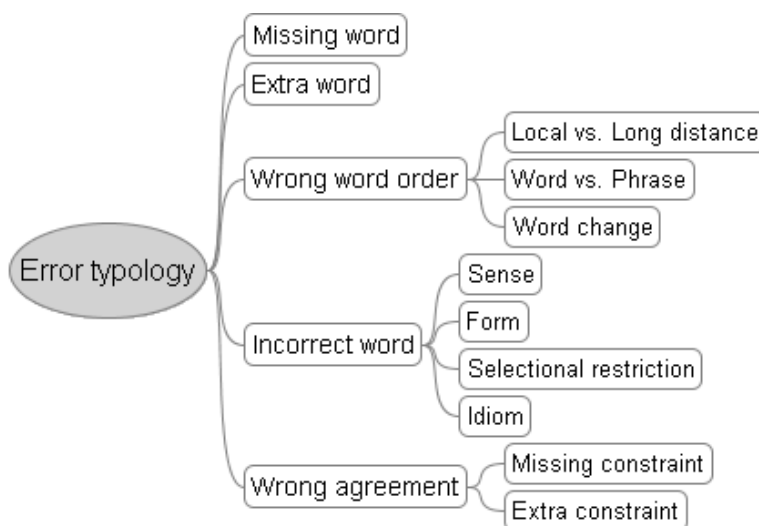 Error typology
Missing word
Extra word
Wrong word order
Local vs. Long distance
Word vs. Phrase
Word change
Incorrect word
Sense
Form
Selectional restriction
Idiom
Wrong agreement
Missing constraint
Extra constraint